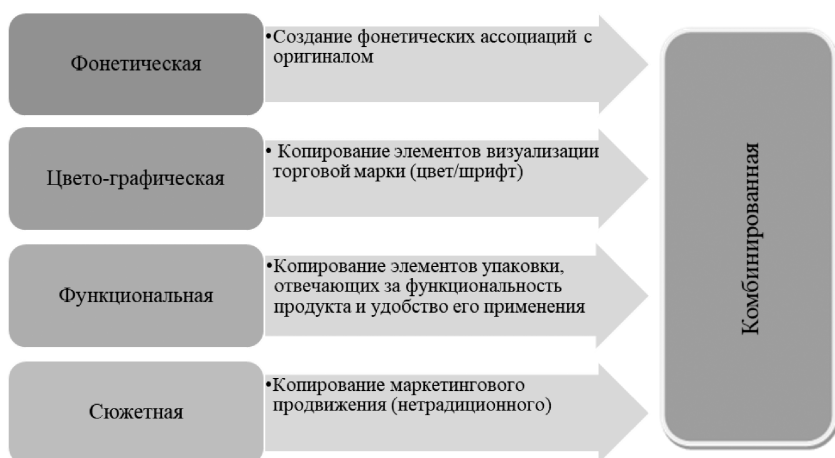 Фонетическая
•Создание фонетических ассоциаций с
оригиналом
Цвето-графическая
• Копирование элементов визуализации
торговой марки (цвет/шрифт)
Функциональная
•Копирование элементов упаковки,
отвечающих за функциональность
продукта и удобство его применения
Сюжетная
•Копирование маркетингового
продвижения (нетрадиционного)
Комбинированная